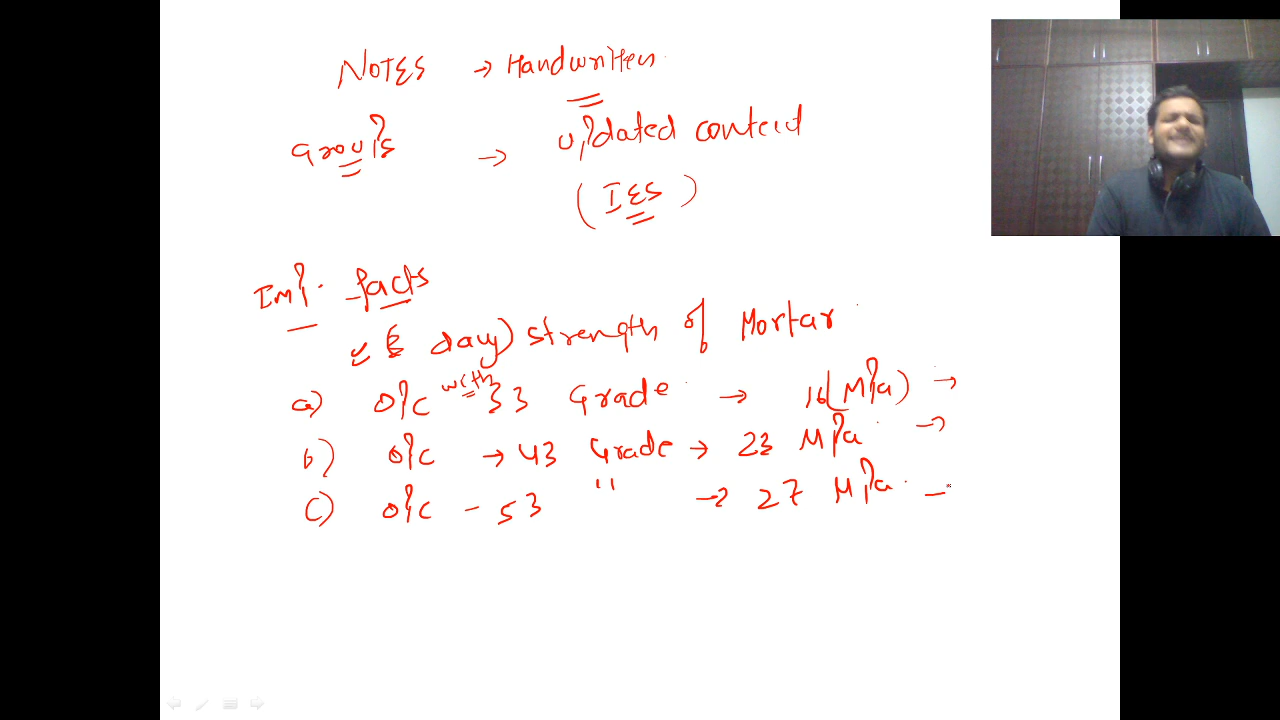 NOTES → Handwritten
Groups → updated content
(IES)
Imp. facts
day) strength of Mortar
a) OPC with 33 Grade → 16(MPa) →
b) OPC → 43 Grade → 23 MPa →
c) OPC - 53 " → 27 MPa. -